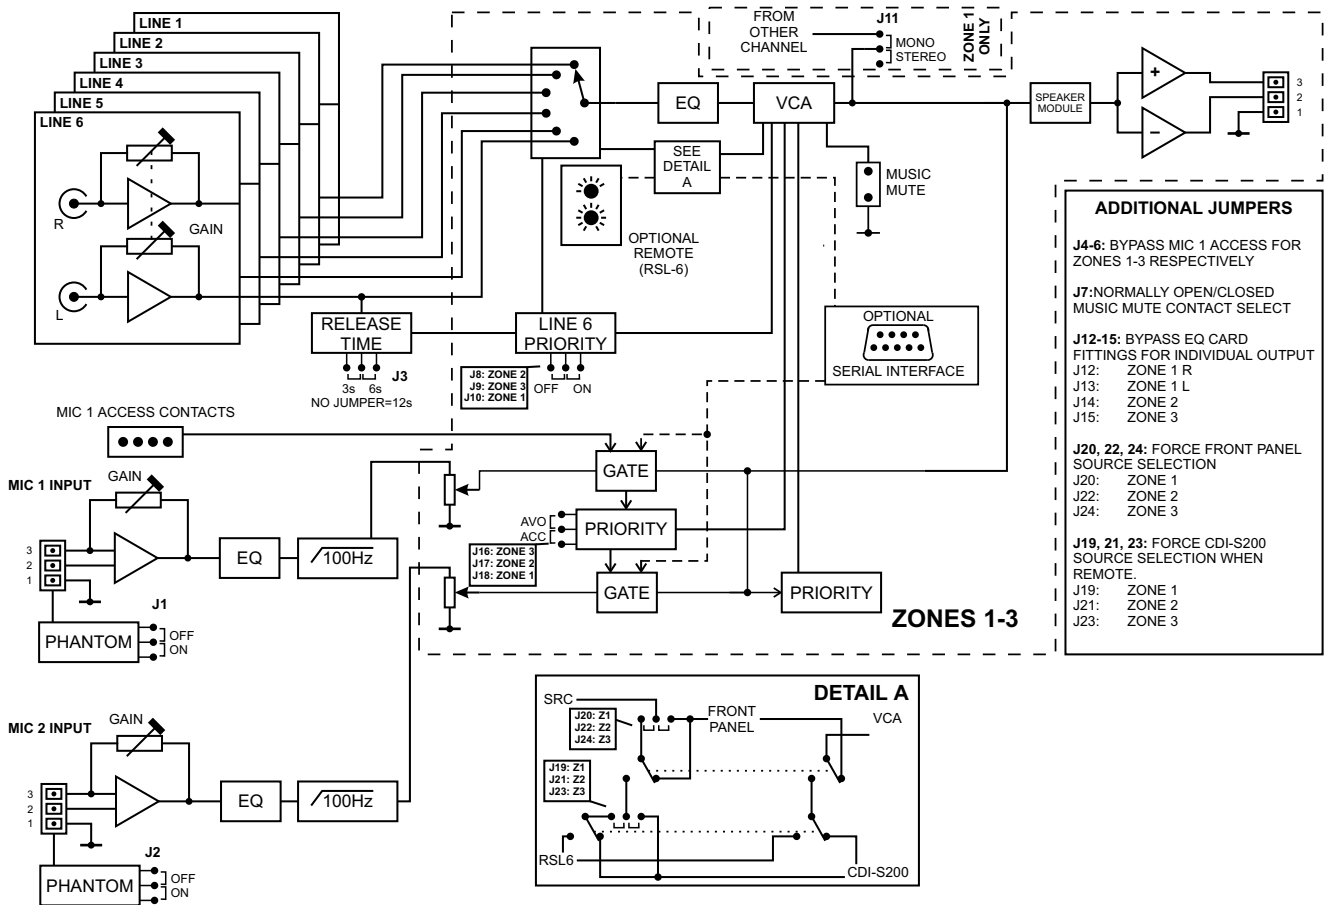 LINE 1
LINE 2
LINE 3
LINE 4
LINE 5
LINE 6
R
GAIN
L
FROM
OTHER
CHANNEL
J11
MONO
STEREO
ZONE 1
ONLY
EQ
VCA
SPEAKER
MODULE
+
−
3
2
1
SEE
DETAIL
A
MUSIC
MUTE
OPTIONAL
REMOTE
(RSL-6)
RELEASE
TIME
3s 6s
J3
NO JUMPER=12s
LINE 6
PRIORITY
J8: ZONE 2
J9: ZONE 3
J10: ZONE 1
OFF ON
OPTIONAL
SERIAL INTERFACE
ADDITIONAL JUMPERS
J4-6: BYPASS MIC 1 ACCESS FOR
ZONES 1-3 RESPECTIVELY
J7:NORMALLY OPEN/CLOSED
MUSIC MUTE CONTACT SELECT
J12-15: BYPASS EQ CARD
FITTINGS FOR INDIVIDUAL OUTPUT
J12: ZONE 1 R
J13: ZONE 1 L
J14: ZONE 2
J15: ZONE 3
J20, 22, 24: FORCE FRONT PANEL
SOURCE SELECTION
J20: ZONE 1
J22: ZONE 2
J24: ZONE 3
J19, 21, 23: FORCE CDI-S200
SOURCE SELECTION WHEN
REMOTE.
J19: ZONE 1
J21: ZONE 2
J23: ZONE 3
MIC 1 ACCESS CONTACTS
MIC 1 INPUT
GAIN
3
2
1
EQ
100Hz
J1
PHANTOM
OFF
ON
GATE
AVO
ACC
PRIORITY
J16: ZONE 3
J17: ZONE 2
J18: ZONE 1
GATE
PRIORITY
ZONES 1-3
MIC 2 INPUT
GAIN
3
2
1
EQ
100Hz
J2
PHANTOM
OFF
ON
DETAIL A
SRC
J20: Z1
J22: Z2
J24: Z3
FRONT
PANEL
VCA
J19: Z1
J21: Z2
J23: Z3
RSL6
CDI-S200